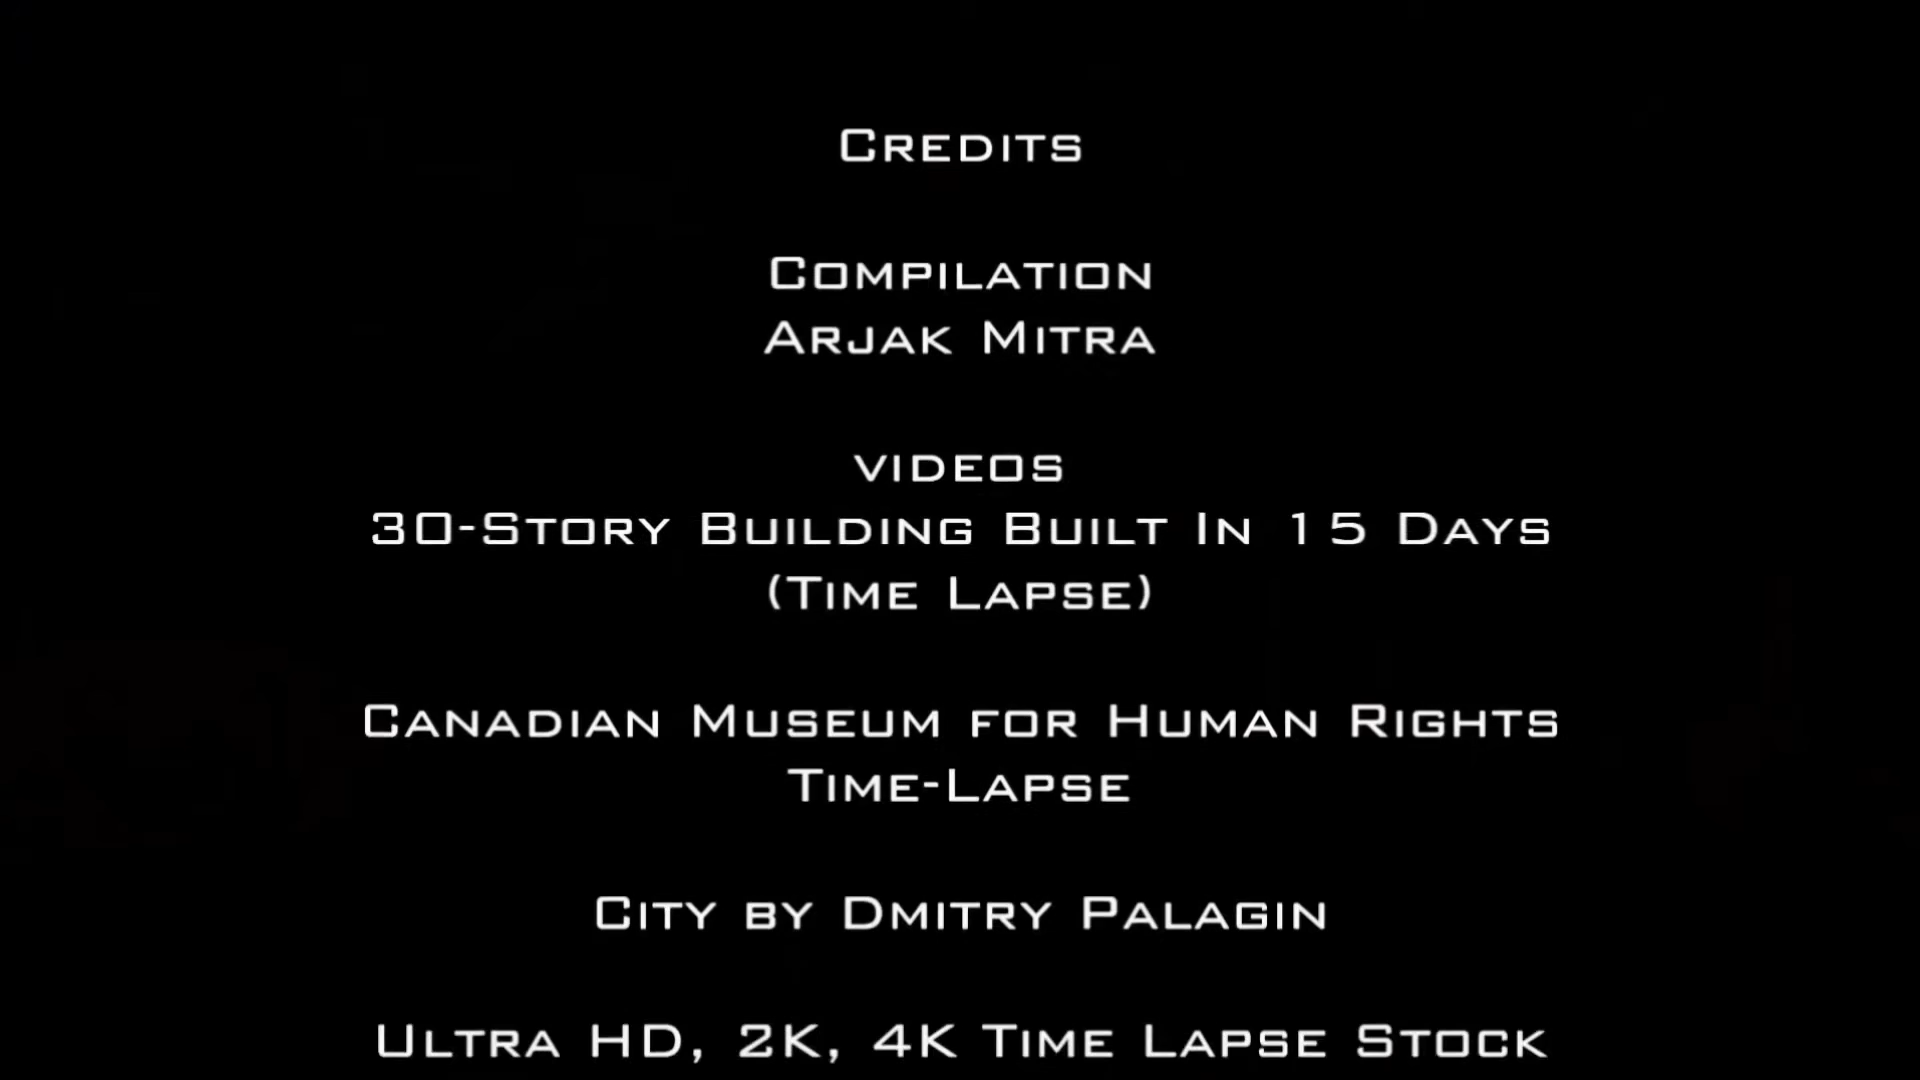 Credits
Compilation
Arjak Mitra
videos
30-Story Building Built In 15 Days
(Time Lapse)
Canadian Museum for Human Rights
Time-Lapse
City by Dmitry Palagin
Ultra HD, 2K, 4K Time Lapse Stock